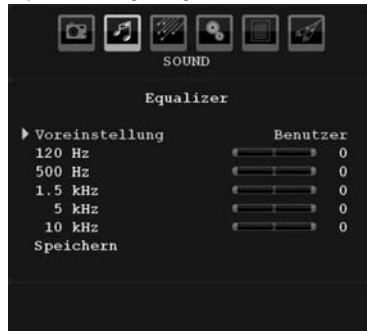 SOUND
Equalizer
Voreinstellung Benutzer
120 Hz 0
500 Hz 0
1.5 kHz 0
5 kHz 0
10 kHz 0
Speichern